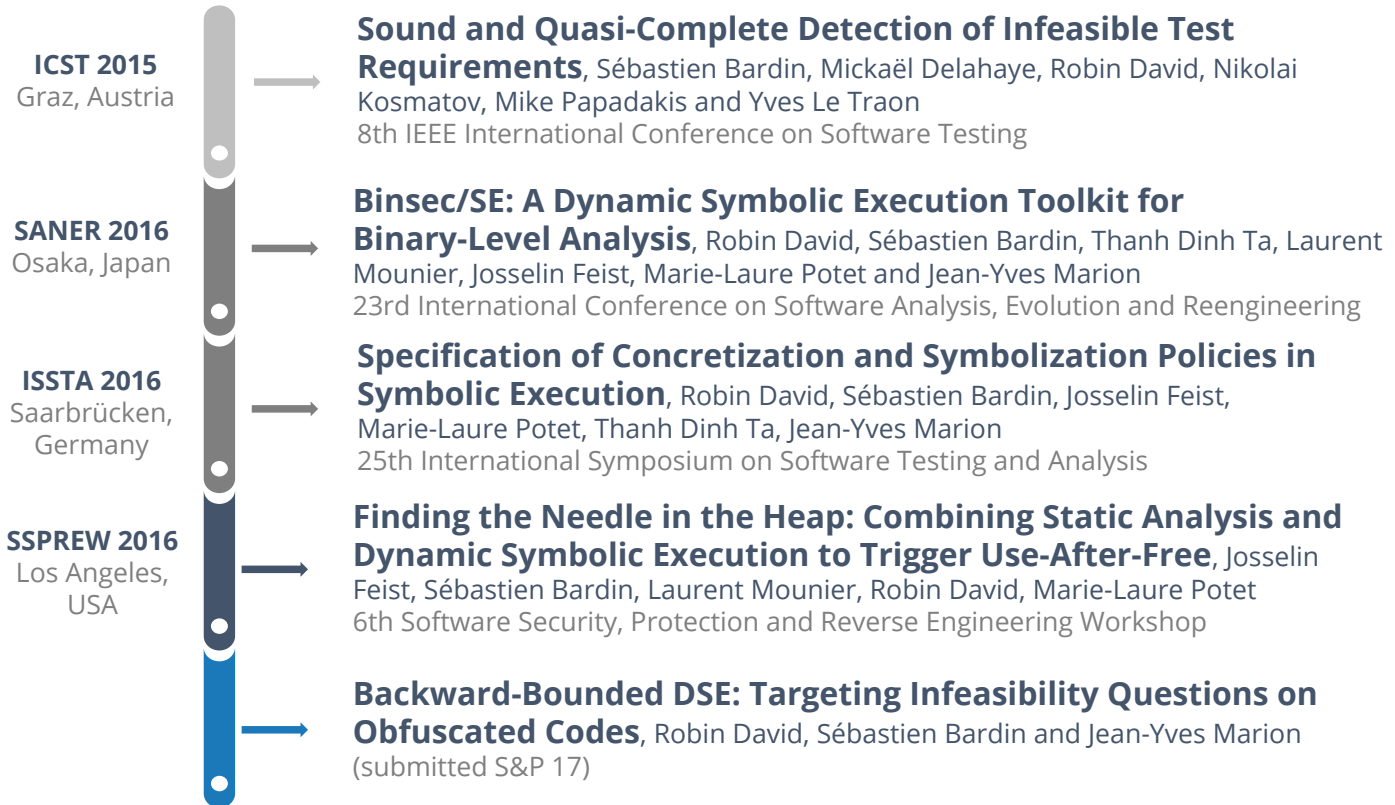 ICST 2015
Graz, Austria
Sound and Quasi-Complete Detection of Infeasible Test
Requirements, Sébastien Bardin, Mickaël Delahaye, Robin David, Nikolai
Kosmatov, Mike Papadakis and Yves Le Traon
8th IEEE International Conference on Software Testing
SANER 2016
Osaka, Japan
Binsec/SE: A Dynamic Symbolic Execution Toolkit for
Binary-Level Analysis, Robin David, Sébastien Bardin, Thanh Dinh Ta, Laurent
Mounier, Josselin Feist, Marie-Laure Potet and Jean-Yves Marion
23rd International Conference on Software Analysis, Evolution and Reengineering
ISSTA 2016
Saarbrücken,
Germany
Specification of Concretization and Symbolization Policies in
Symbolic Execution, Robin David, Sébastien Bardin, Josselin Feist,
Marie-Laure Potet, Thanh Dinh Ta, Jean-Yves Marion
25th International Symposium on Software Testing and Analysis
SSPREW 2016
Los Angeles,
USA
Finding the Needle in the Heap: Combining Static Analysis and
Dynamic Symbolic Execution to Trigger Use-After-Free, Josselin
Feist, Sébastien Bardin, Laurent Mounier, Robin David, Marie-Laure Potet
6th Software Security, Protection and Reverse Engineering Workshop
Backward-Bounded DSE: Targeting Infeasibility Questions on
Obfuscated Codes, Robin David, Sébastien Bardin and Jean-Yves Marion
(submitted S&P 17)